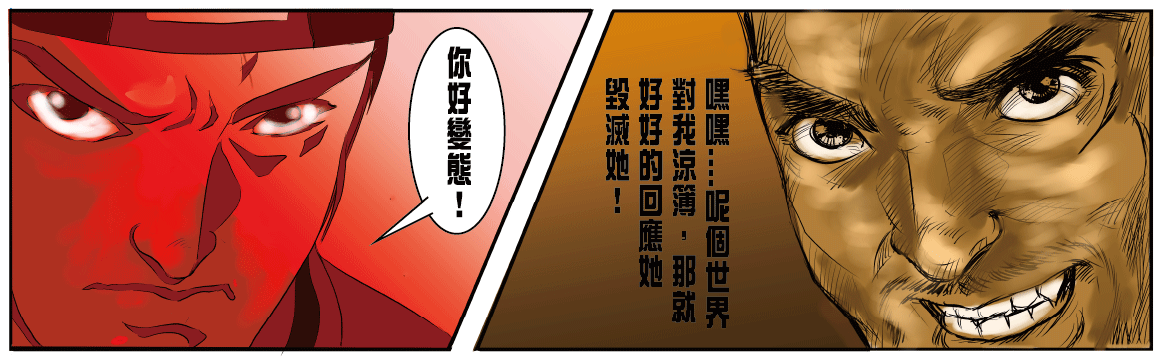 嘿嘿……呢個世界
對我涼簿，那就
好好的回應她
毀滅她！
你好變態！